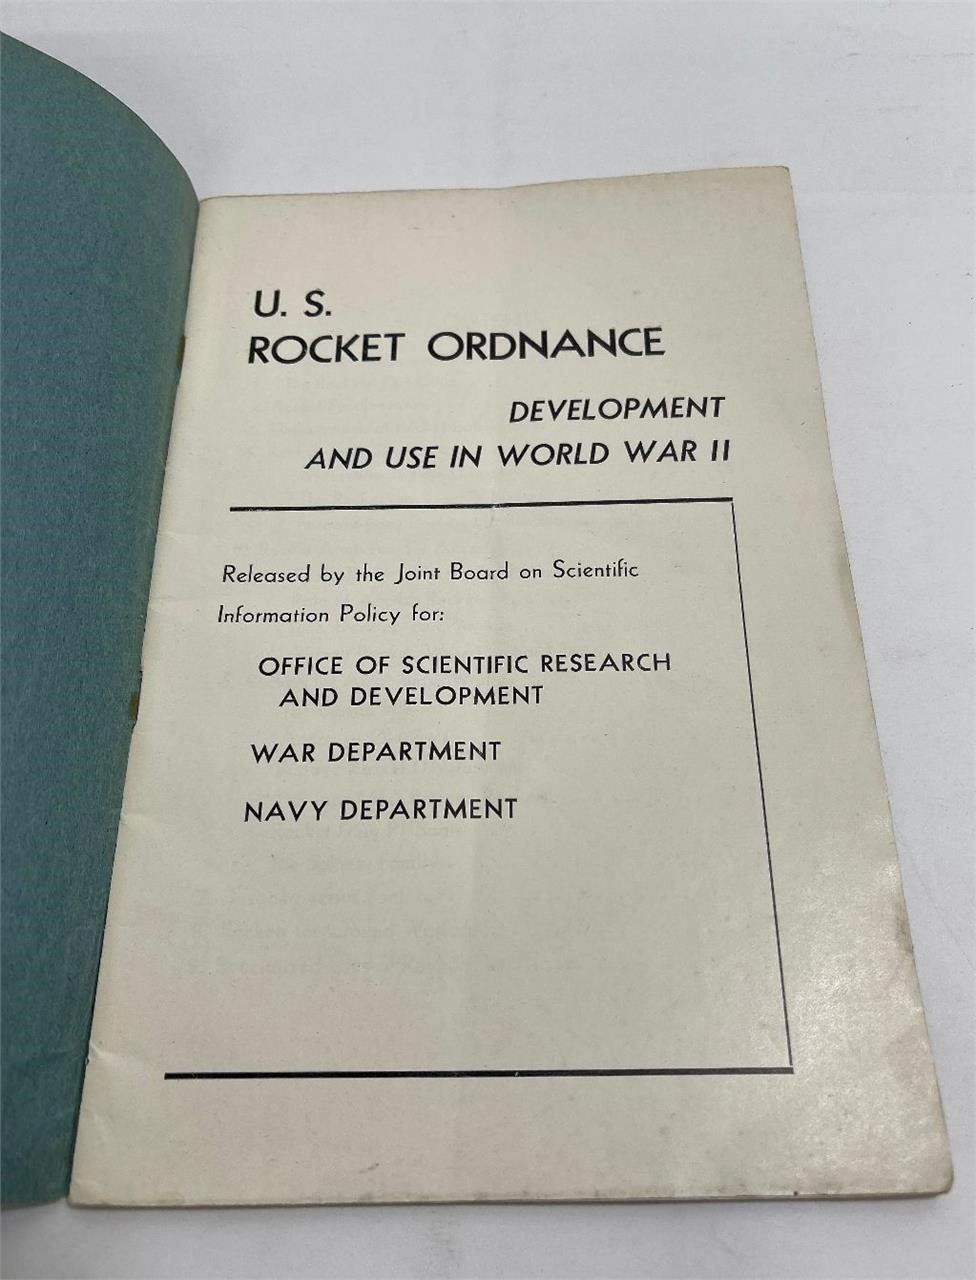 U. S.
ROCKET ORDNANCE
DEVELOPMENT
AND USE IN WORLD WAR II
Released by the Joint Board on Scientific
Information Policy for:
OFFICE OF SCIENTIFIC RESEARCH
AND DEVELOPMENT
WAR DEPARTMENT
NAVY DEPARTMENT